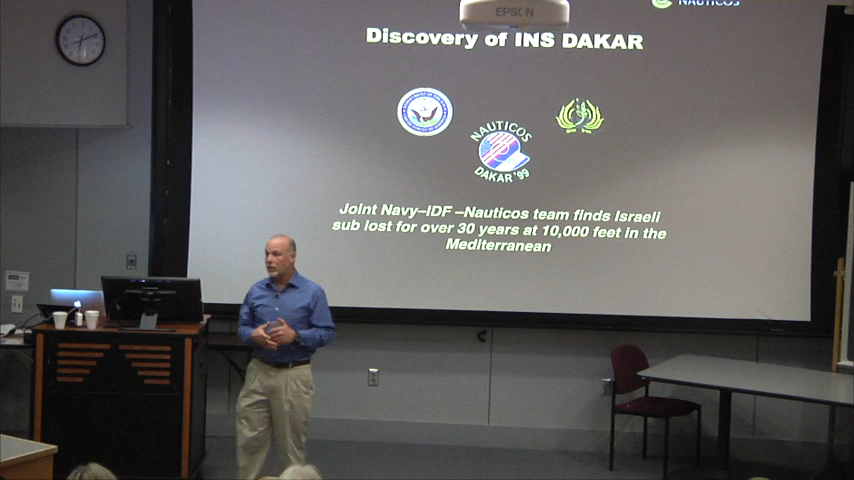 NAUTICOS
EPSON
Discovery of INS DAKAR
NAUTICOS
DAKAR '99
Joint Navy–IDF –Nauticos team finds Israeli
sub lost for over 30 years at 10,000 feet in the
Mediterranean